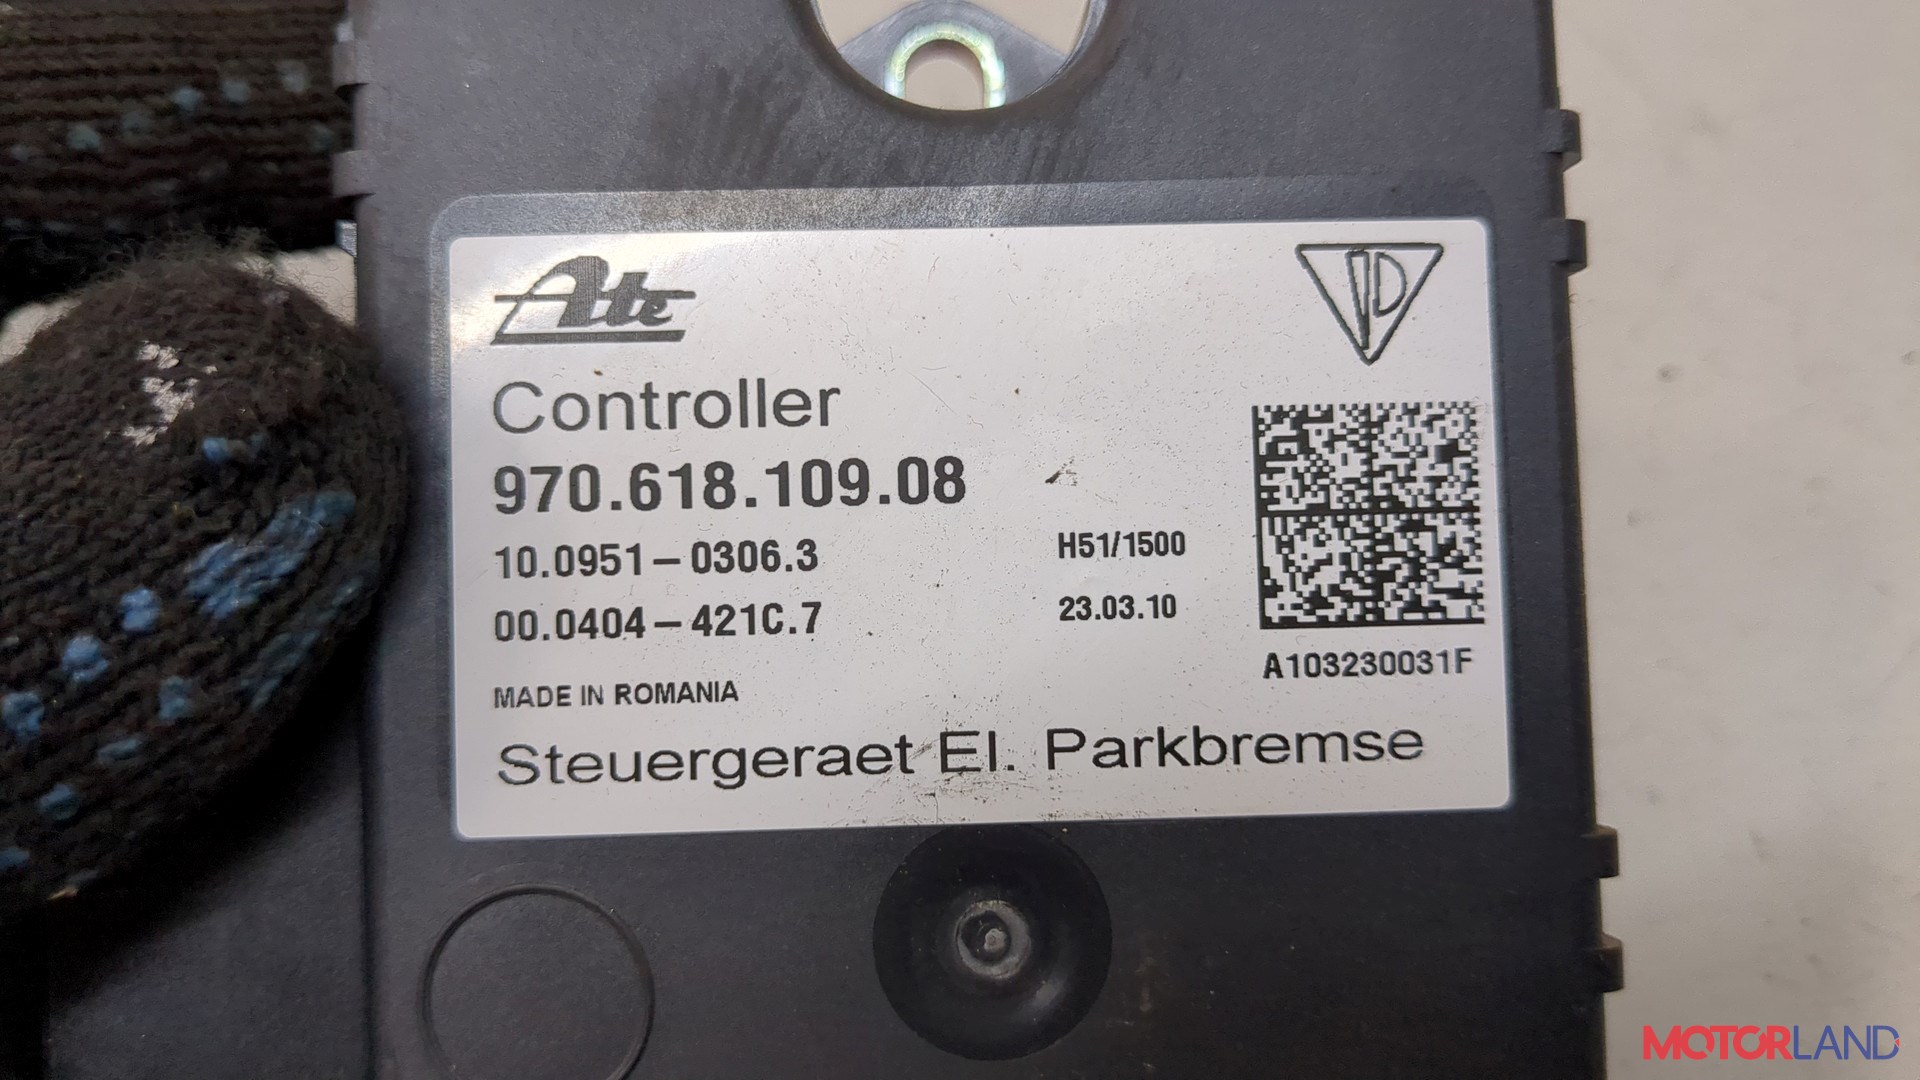 Ate
Controller
970.618.109.08
10.0951-0306.3
H51/1500
00.0404-421C.7
23.03.10
A103230031F
MADE IN ROMANIA
Steuergeraet El. Parkbremse
MOTORLAND